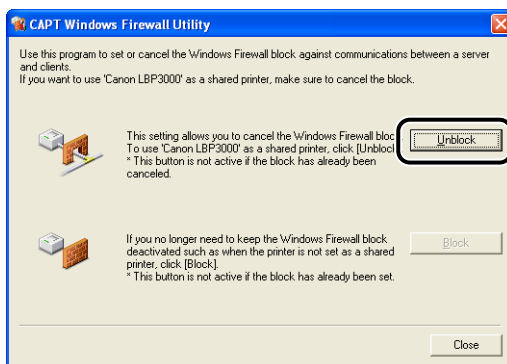 CAPT Windows Firewall Utility
Use this program to set or cancel the Windows Firewall block against communications between a server
and clients.
If you want to use 'Canon LBP3000' as a shared printer, make sure to cancel the block.
This setting allows you to cancel the Windows Firewall
To use 'Canon LBP3000' as a shared printer, click [Unblock
* This button is not active if the block has already been
canceled.
Unblock
If you no longer need to keep the Windows Firewall block
deactivated such as when the printer is not set as a shared
printer, click [Block].
* This button is not active if the block has already been set.
Block
Close